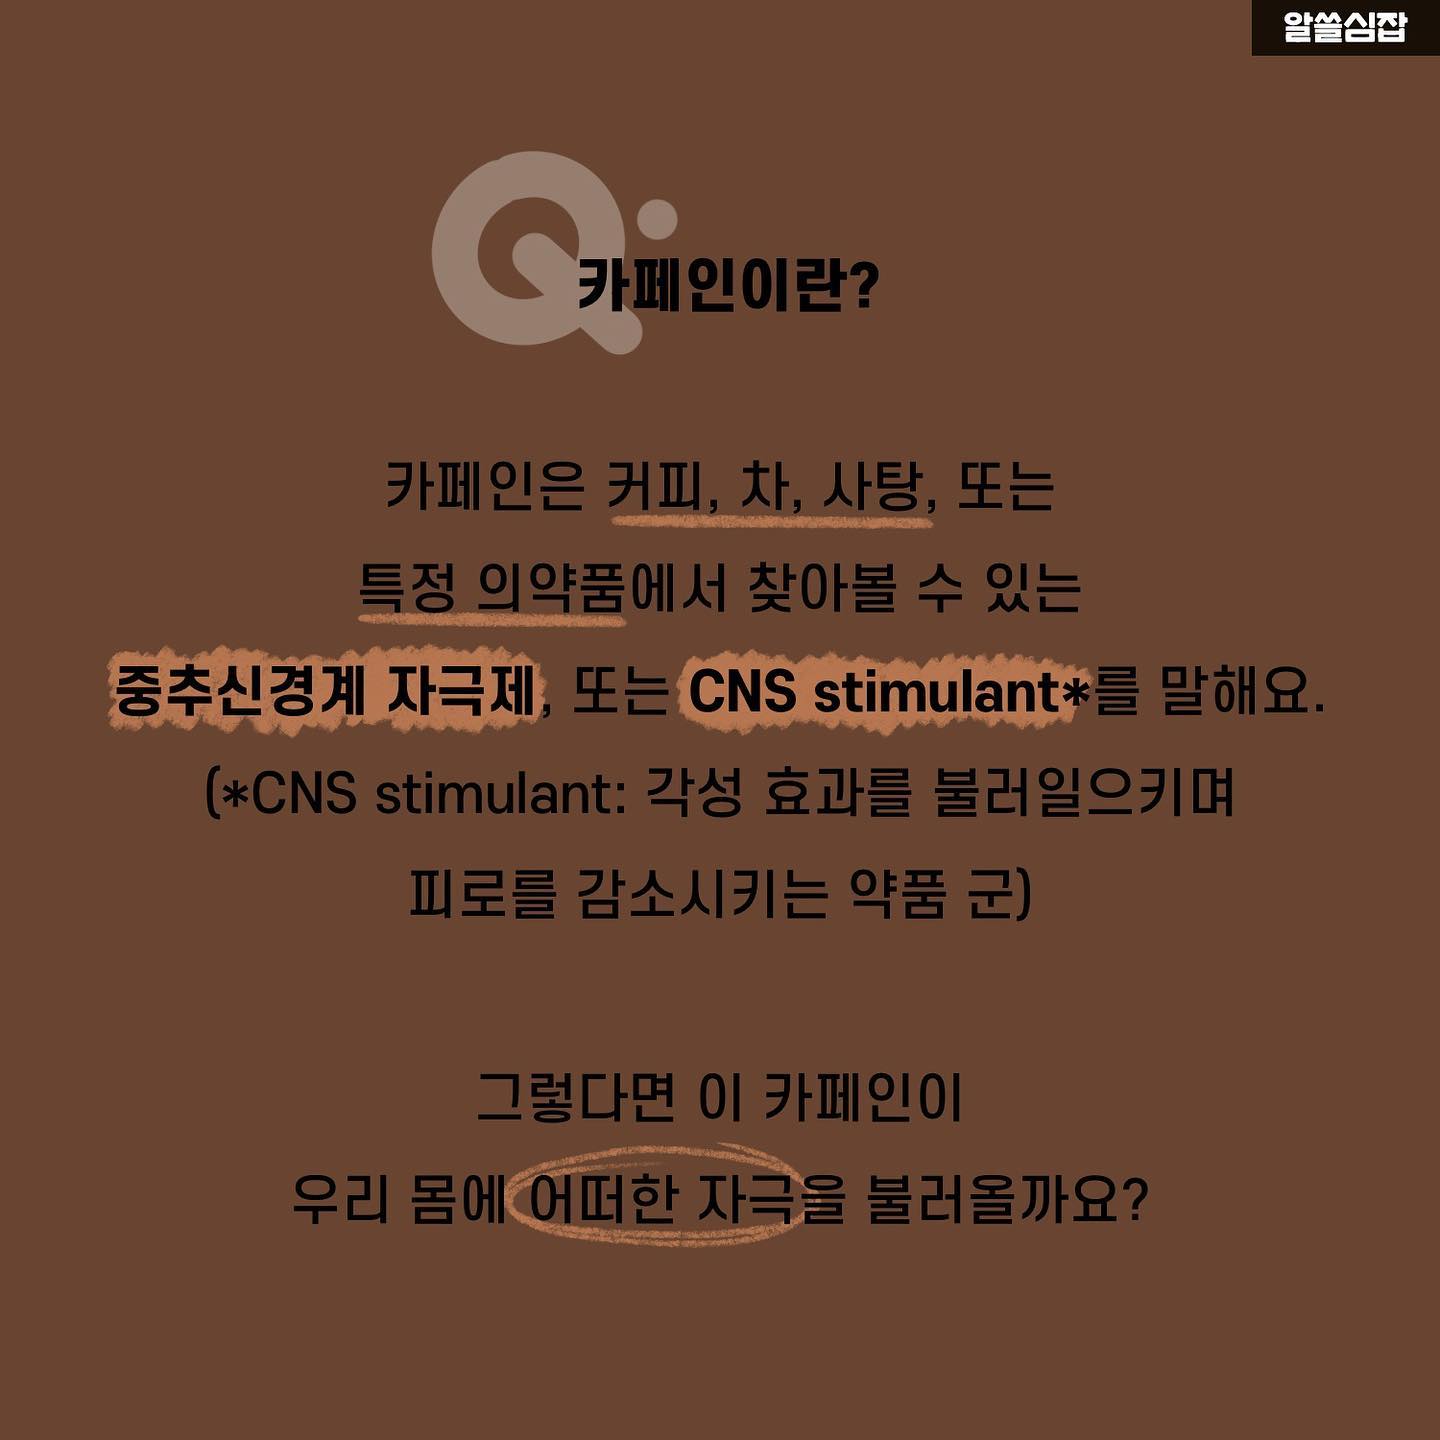 알쓸심잡
Q.
카페인이란?
카페인은 커피, 차, 사탕, 또는
특정 의약품에서 찾아볼 수 있는
중추신경계 자극제, 또는 CNS stimulant*를 말해요.
(*CNS stimulant: 각성 효과를 불러일으키며
피로를 감소시키는 약품 군)
그렇다면 이 카페인이
우리 몸에 어떠한 자극을 불러올까요?